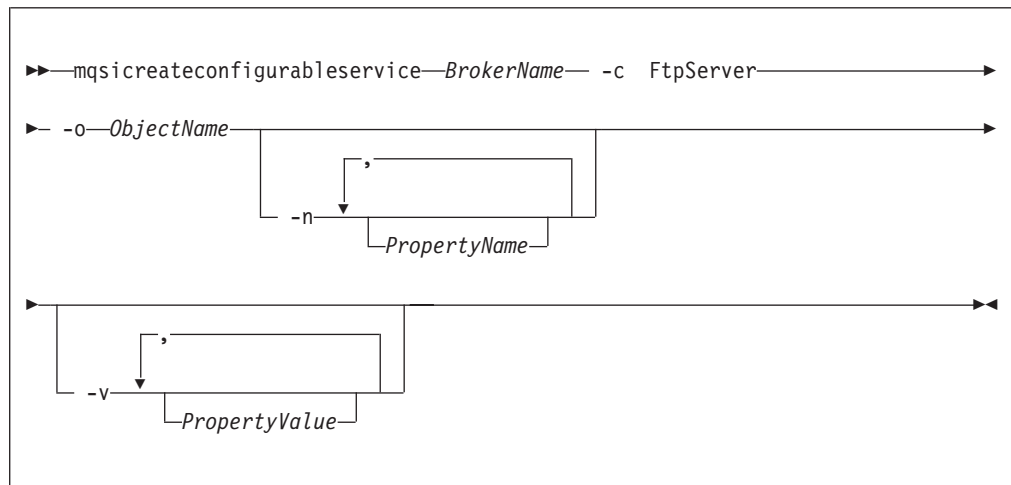 mqsicreateconfigurableservice BrokerName -c FtpServer
-o ObjectName
,
-n
PropertyName
,
-v
PropertyValue